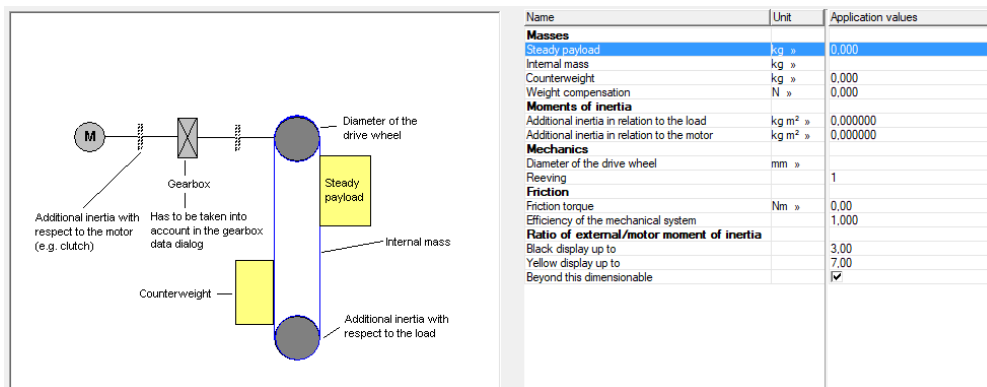 M
Diameter of the
drive wheel
Gearbox
Steady
payload
Additional inertia with
respect to the motor
(e.g. clutch)
Has to be taken into
account in the gearbox
data dialog
Internal mass
Counterweight
Additional inertia with
respect to the load
Name Unit Application values
Masses
Steady payload kg » 0,000
Internal mass kg »
Counterweight kg » 0,000
Weight compensation N » 0,000
Moments of inertia
Additional inertia in relation to the load kg m² » 0,000000
Additional inertia in relation to the motor kg m² » 0,000000
Mechanics
Diameter of the drive wheel mm »
Reeving 1
Friction
Friction torque Nm » 0,00
Efficiency of the mechanical system 1,000
Ratio of external/motor moment of inertia
Black display up to 3,00
Yellow display up to 7,00
Beyond this dimensionable